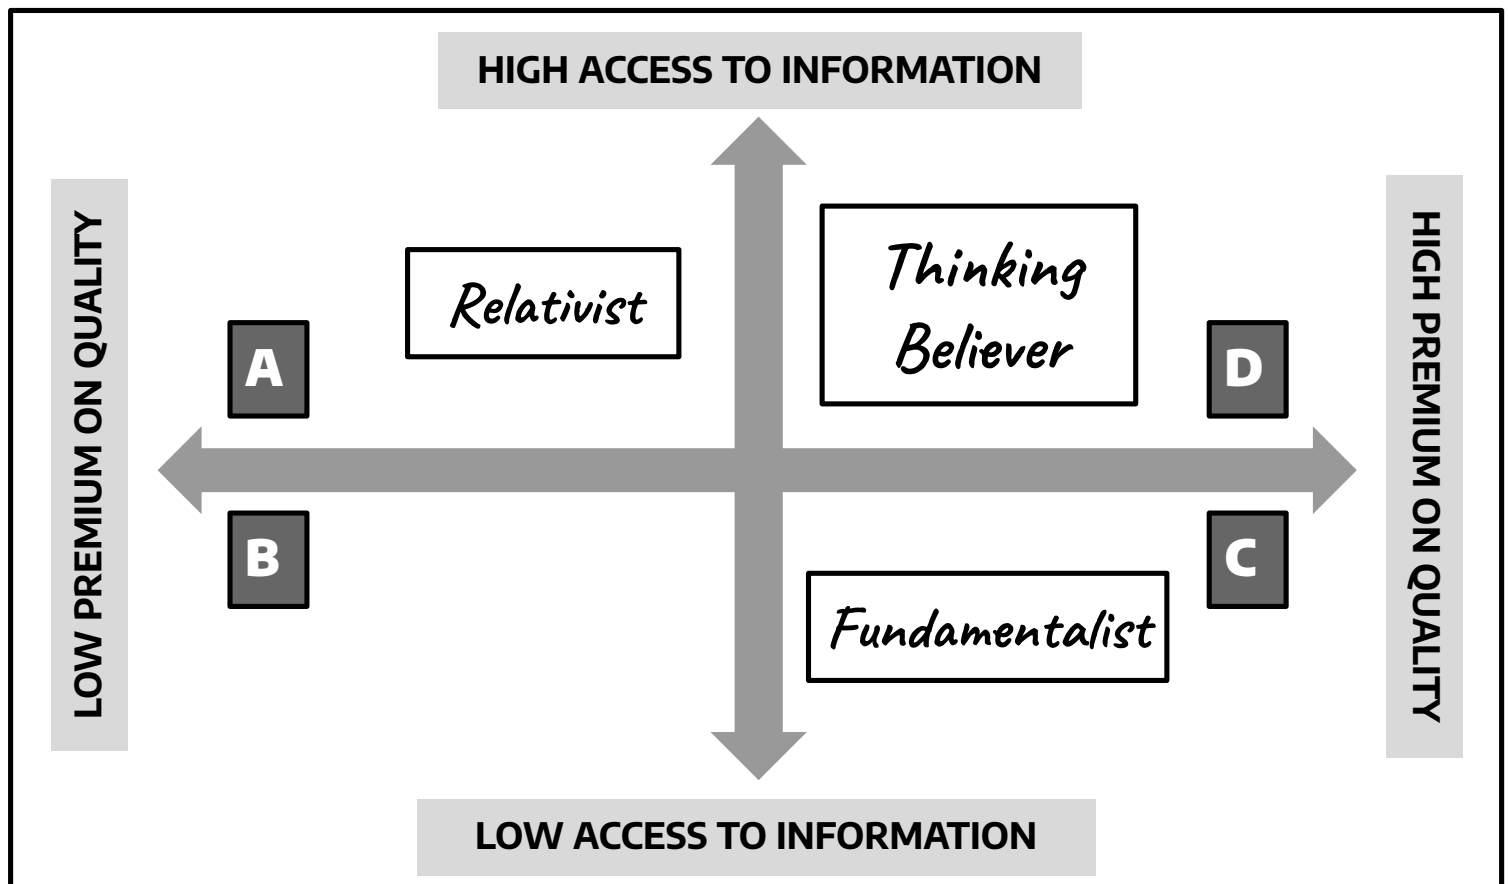 HIGH ACCESS TO INFORMATION
LOW PREMIUM ON QUALITY
HIGH PREMIUM ON QUALITY
Relativist
Thinking
Believer
A
D
B
C
Fundamentalist
LOW ACCESS TO INFORMATION